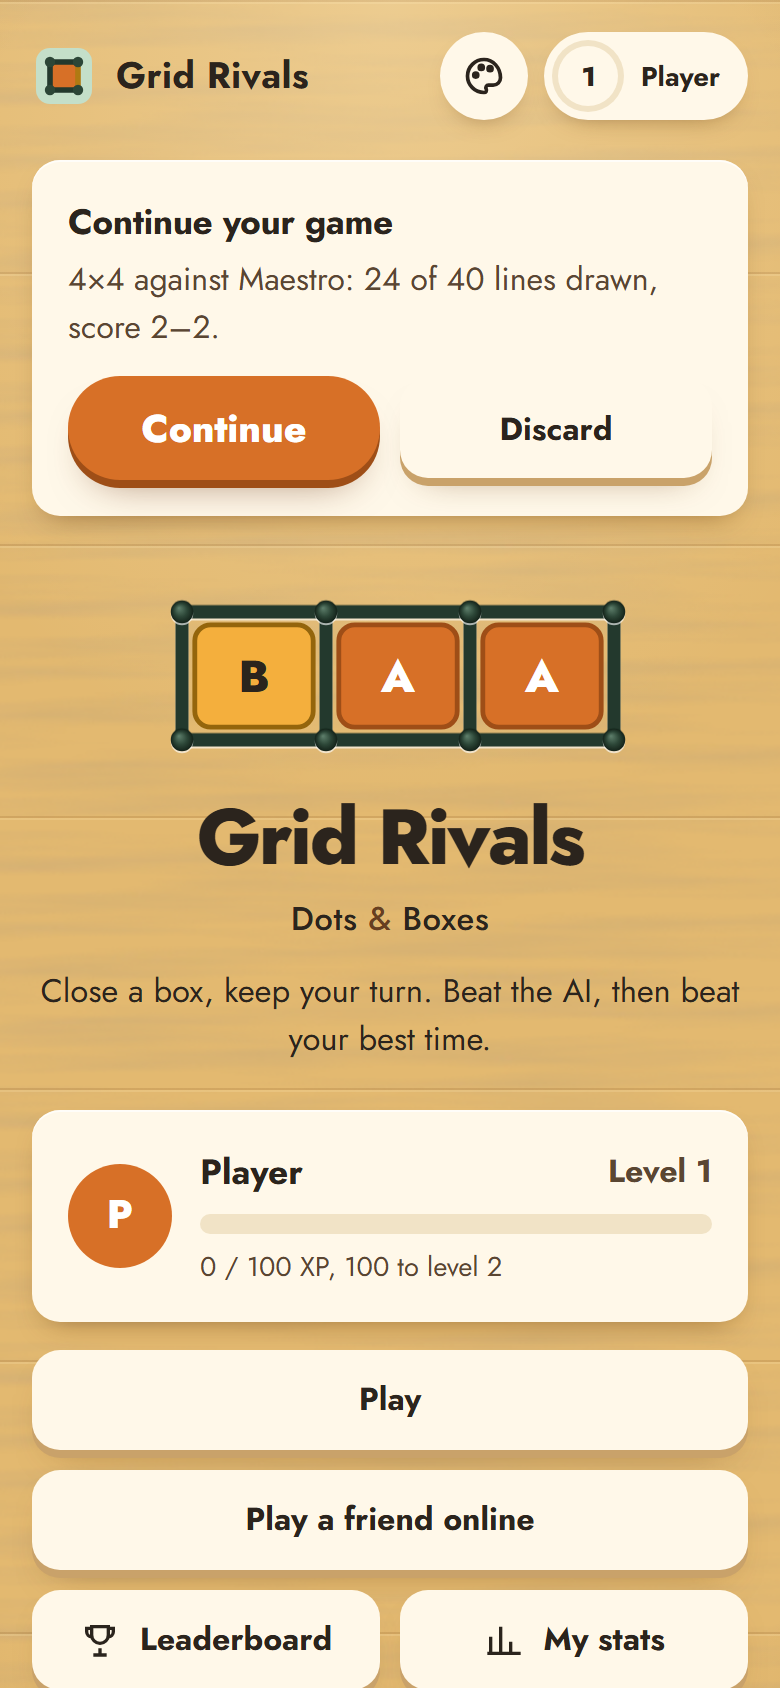 Grid Rivals
1 Player
Continue your game
4×4 against Maestro: 24 of 40 lines drawn,
score 2–2.
Continue
Discard
B A A
Grid Rivals
Dots & Boxes
Close a box, keep your turn. Beat the AI, then beat
your best time.
P
Player
Level 1
0 / 100 XP, 100 to level 2
Play
Play a friend online
Leaderboard
My stats